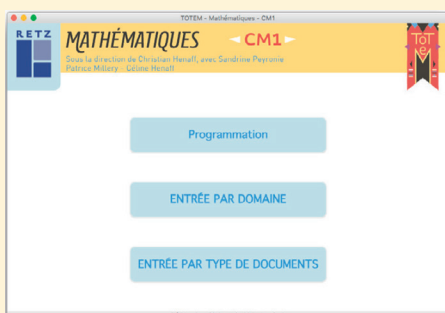 TOTEM - Mathématiques - CM1
RETZ
MATHÉMATIQUES
CM1
Sous la direction de Christian Henaff, avec Sandrine Peyronie
Patrice Millery - Céline Henaff
TOTEM
Programmation
ENTRÉE PAR DOMAINE
ENTRÉE PAR TYPE DE DOCUMENTS